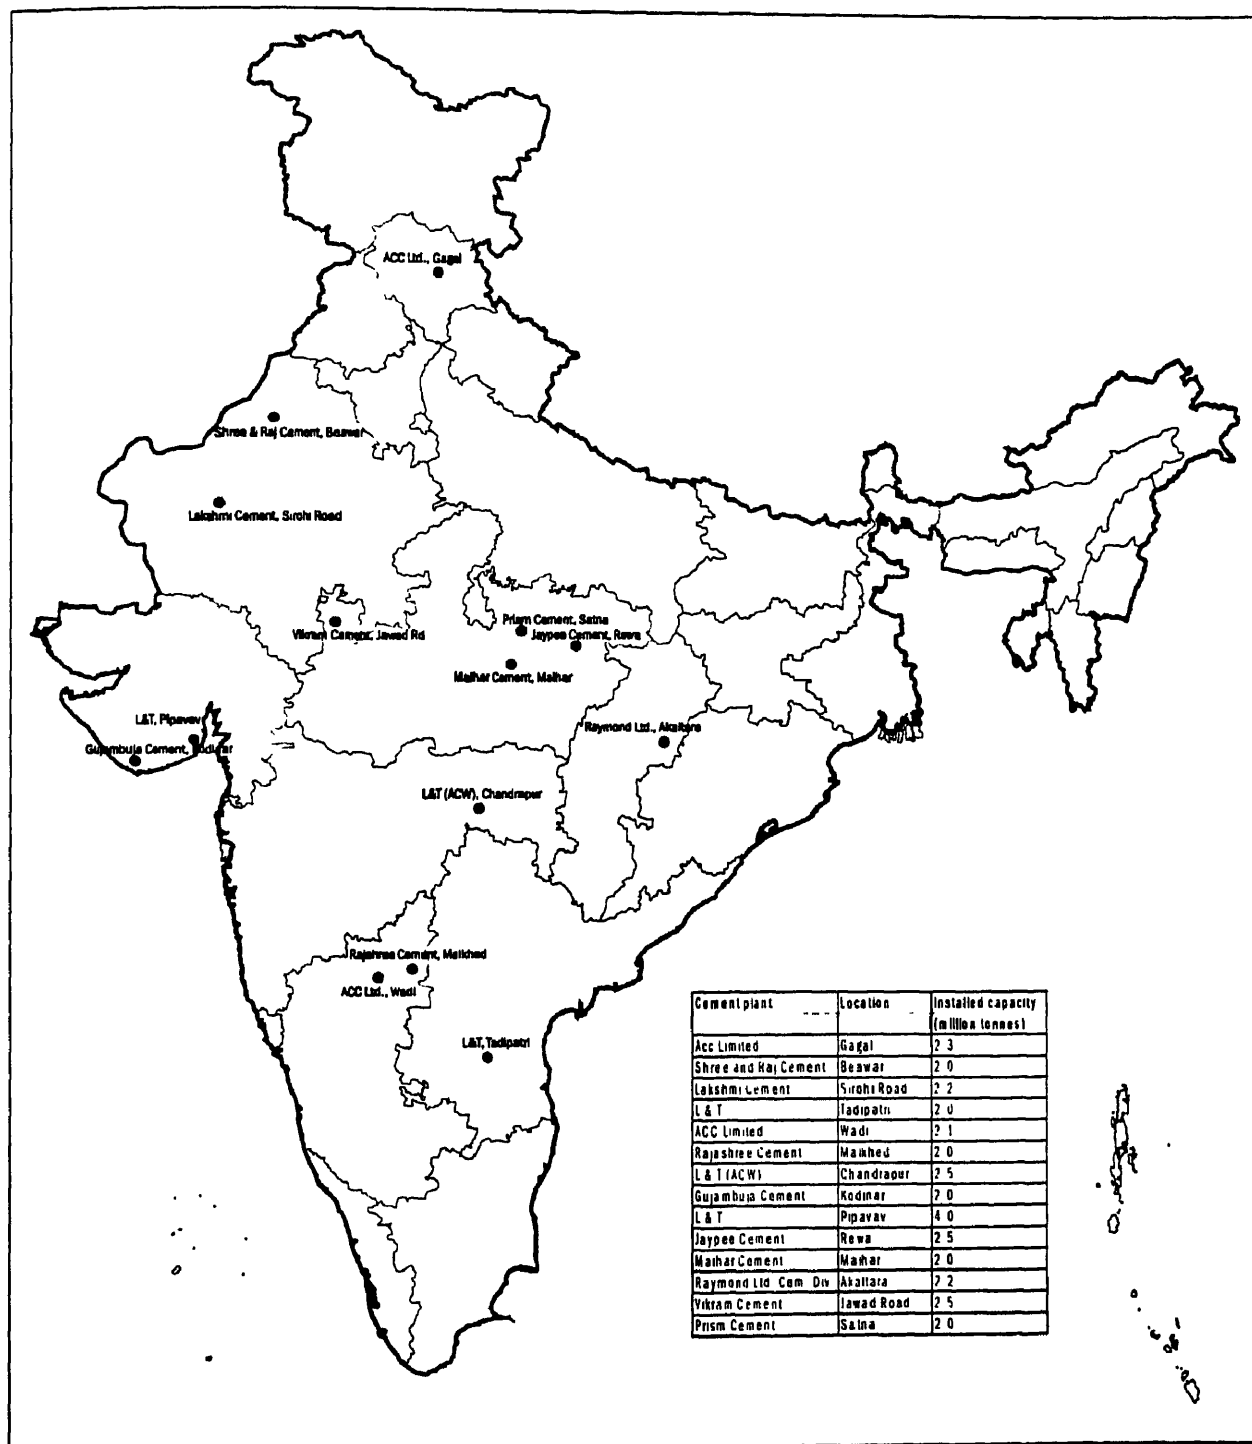 ACC Ltd., Gagal
Shree & Raj Cement, Beawar
Lakshmi Cement, Sirohi Road
Vikram Cement, Jawad Rd
Prism Cement, Satna
Jaypee Cement, Rewa
Maihar Cement, Maihar
L&T, Pipavav
Gujambuja Cement, Kodinar
Raymond Ltd., Akaltara
L&T (ACW), Chandrapur
Rajashree Cement, Malkhed
ACC Ltd., Wadi
L&T, Tadipatri
Cement plant Location Installed capacity
(million tonnes)
Acc Limited Gagal 2 3
Shree and Raj Cement Beawar 2 0
Lakshmi Cement Sirohi Road 2 2
L & T Tadipatri 2 0
ACC Limited Wadi 2 1
Rajashree Cement Malkhed 2 0
L & T (ACW) Chandrapur 2 5
Gujambuja Cement Kodinar 2 0
L & T Pipavav 4 0
Jaypee Cement Rewa 2 5
Maihar Cement Maihar 2 0
Raymond Ltd Cem Div Akaltara 2 2
Vikram Cement Jawad Road 2 5
Prism Cement Satna 2 0